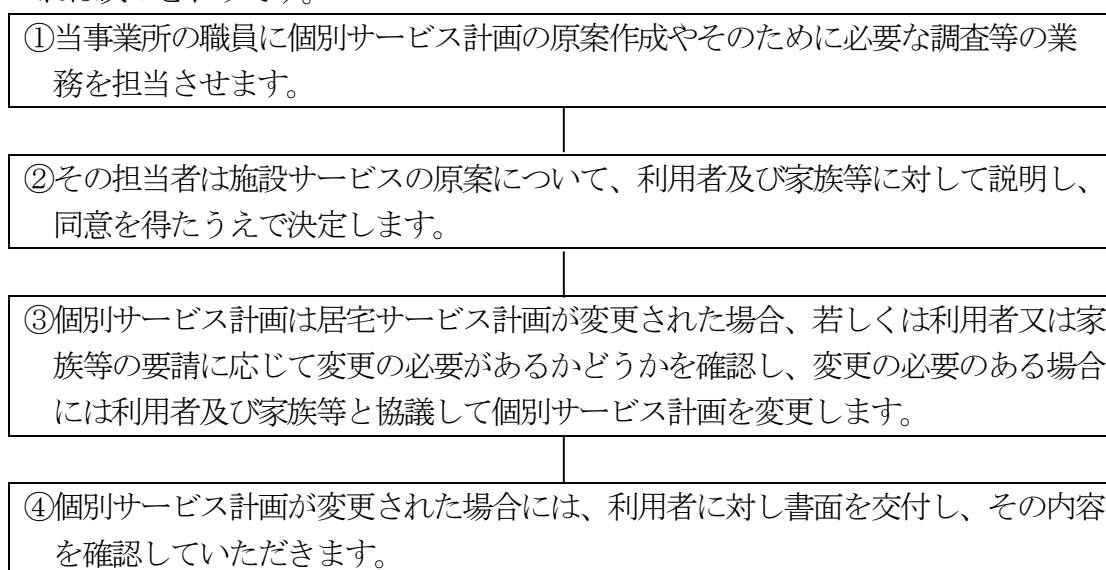 ①当事業所の職員に個別サービス計画の原案作成やそのために必要な調査等の業
務を担当させます。
②その担当者は施設サービスの原案について、利用者及び家族等に対して説明し、
同意を得たうえで決定します。
③個別サービス計画は居宅サービス計画が変更された場合、若しくは利用者又は家
族等の要請に応じて変更の必要があるかどうかを確認し、変更の必要のある場合
には利用者及び家族等と協議して個別サービス計画を変更します。
④個別サービス計画が変更された場合には、利用者に対し書面を交付し、その内容
を確認していただきます。